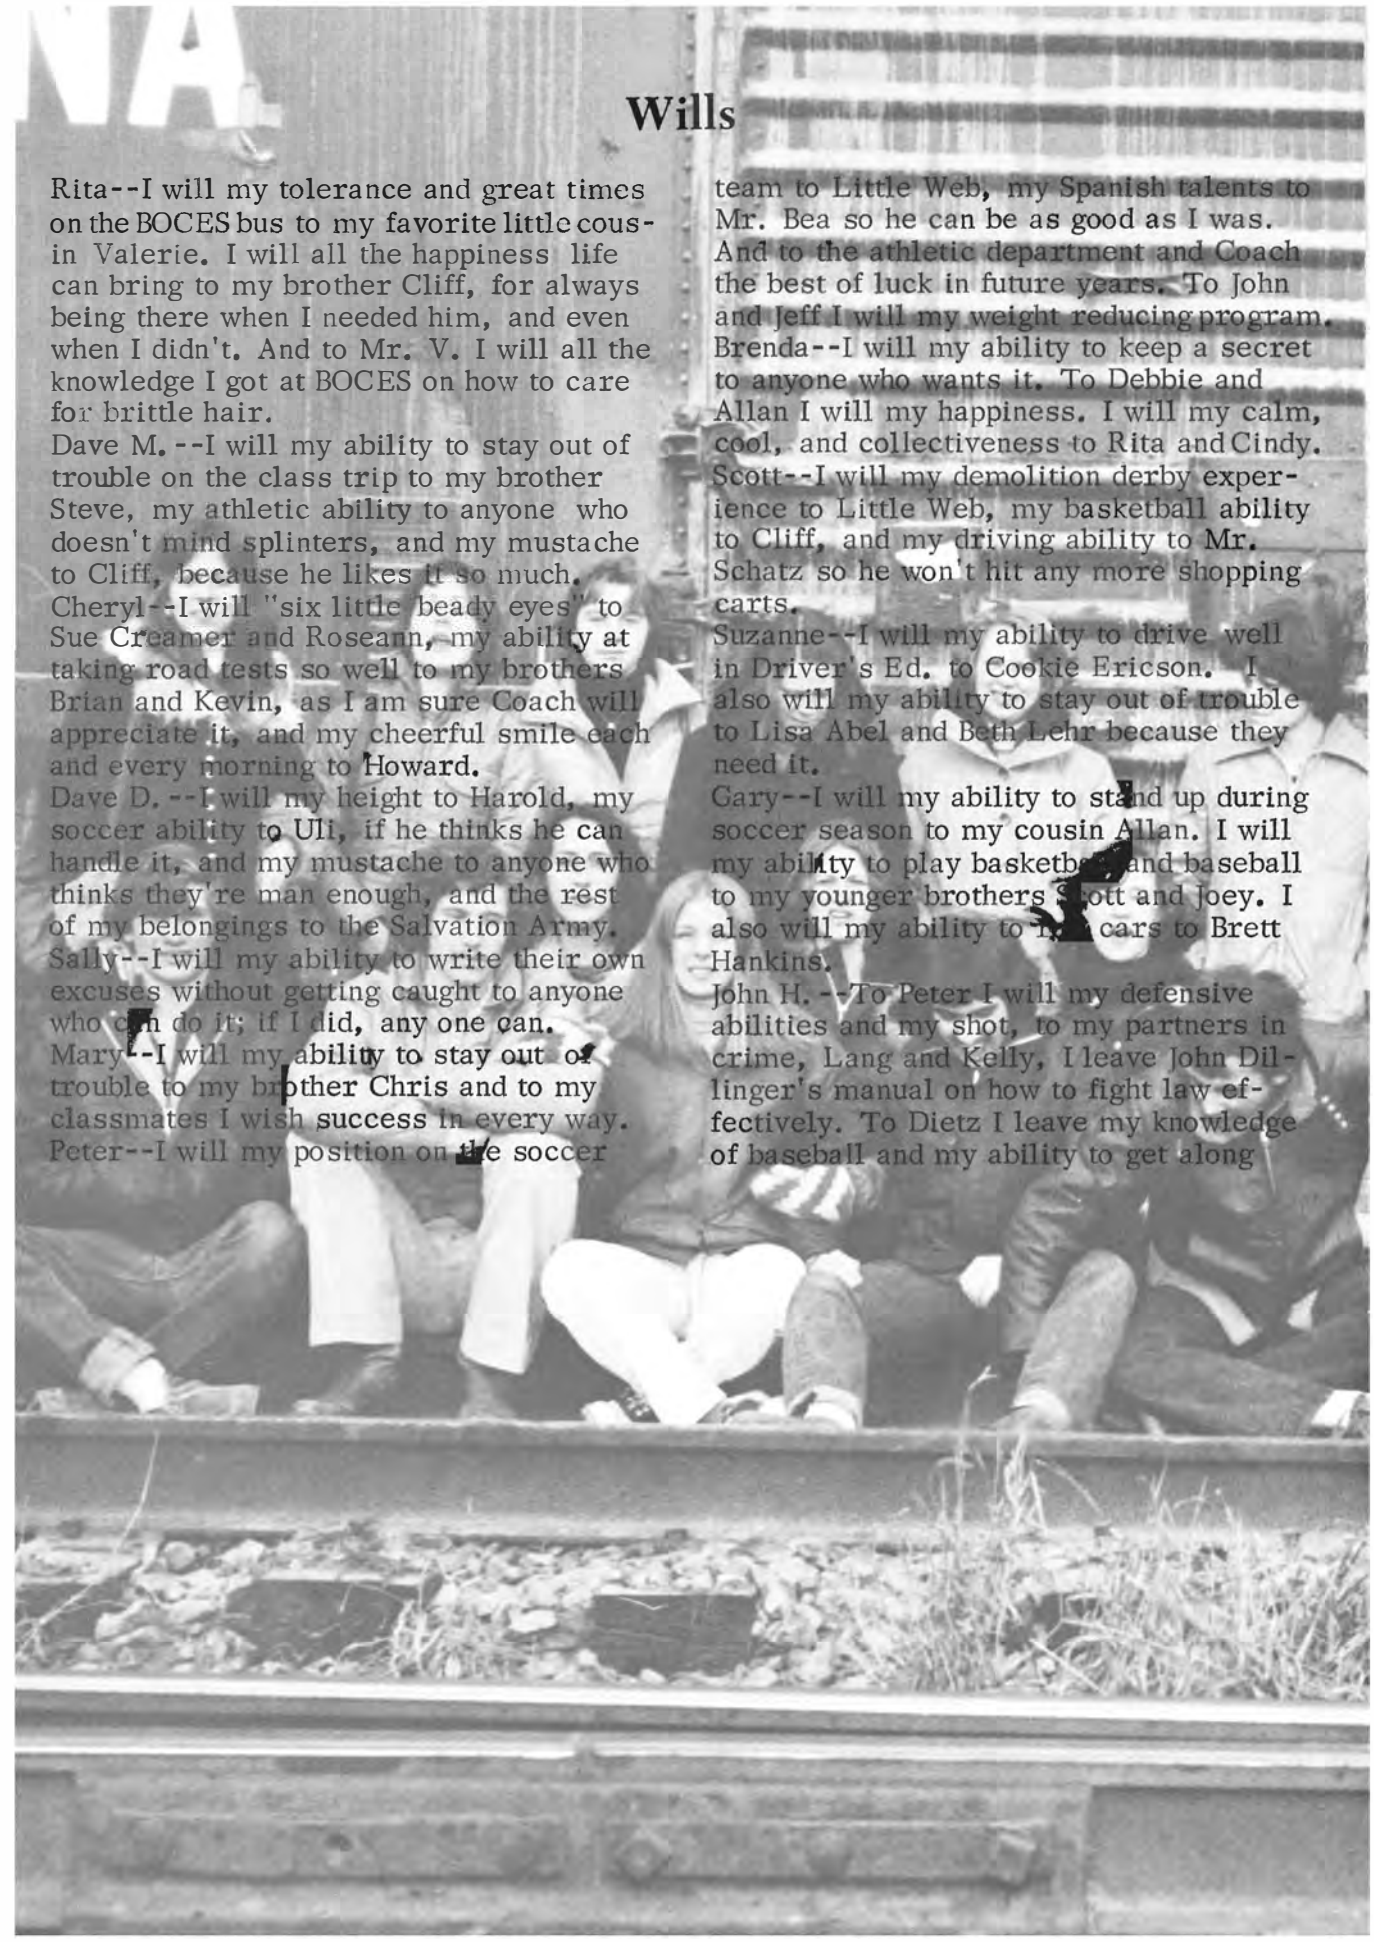 NA
Wills
Rita--I will my tolerance and great times
on the BOCES bus to my favorite little cous-
in Valerie. I will all the happiness life
can bring to my brother Cliff, for always
being there when I needed him, and even
when I didn't. And to Mr. V. I will all the
knowledge I got at BOCES on how to care
for brittle hair.
Dave M. --I will my ability to stay out of
trouble on the class trip to my brother
Steve, my athletic ability to anyone who
doesn't mind splinters, and my mustache
to Cliff, because he likes it so much.
Cheryl--I will "six little beady eyes" to
Sue Creamer and Roseann, my ability at
taking road tests so well to my brothers
Brian and Kevin, as I am sure Coach will
appreciate it, and my cheerful smile each
and every morning to Howard.
Dave D. --I will my height to Harold, my
soccer ability to Uli, if he thinks he can
handle it, and my mustache to anyone who
thinks they're man enough, and the rest
of my belongings to the Salvation Army.
Sally--I will my ability to write their own
excuses without getting caught to anyone
who can do it; if I did, any one can.
Mary--I will my ability to stay out of
trouble to my brother Chris and to my
classmates I wish success in every way.
Peter--I will my position on the soccer
team to Little Web, my Spanish talents to
Mr. Bea so he can be as good as I was.
And to the athletic department and Coach
the best of luck in future years. To John
and Jeff I will my weight reducing program.
Brenda--I will my ability to keep a secret
to anyone who wants it. To Debbie and
Allan I will my happiness. I will my calm,
cool, and collectiveness to Rita and Cindy.
Scott--I will my demolition derby exper-
ience to Little Web, my basketball ability
to Cliff, and my driving ability to Mr.
Schatz so he won't hit any more shopping
carts.
Suzanne--I will my ability to drive well
in Driver's Ed. to Cookie Ericson. I
also will my ability to stay out of trouble
to Lisa Abel and Beth Lehr because they
need it.
Gary--I will my ability to stand up during
soccer season to my cousin Allan. I will
my ability to play basketball and baseball
to my younger brothers Scott and Joey. I
also will my ability to cars to Brett
Hankins.
John H. --To Peter I will my defensive
abilities and my shot, to my partners in
crime, Lang and Kelly, I leave John Dil-
linger's manual on how to fight law ef-
fectively. To Dietz I leave my knowledge
of baseball and my ability to get along